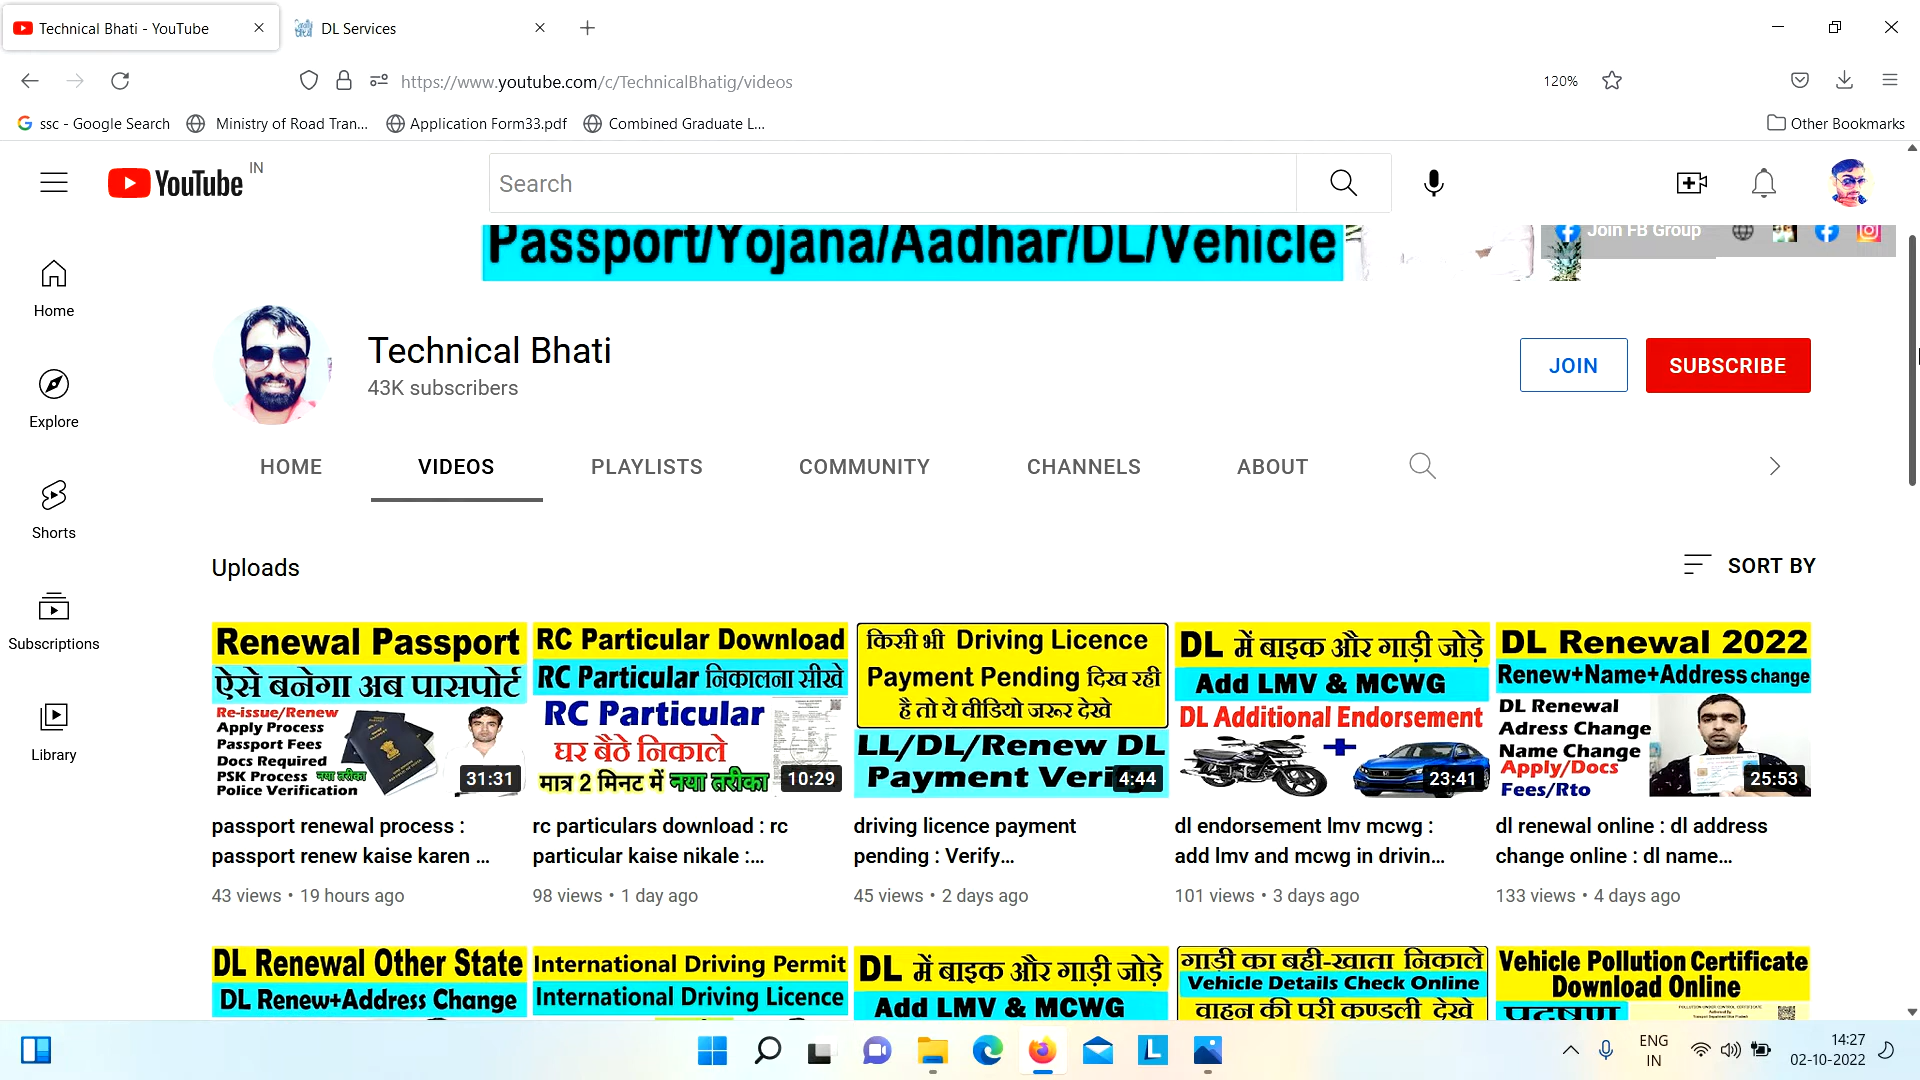 Technical Bhati - YouTube
DL Services
https://www.youtube.com/c/TechnicalBhatig/videos
120%
ssc - Google Search
Ministry of Road Tran...
Application Form33.pdf
Combined Graduate L...
Other Bookmarks
YouTube IN
Search
Passport/Yojana/Aadhar/DL/Vehicle
Join FB Group
Home
Explore
Shorts
Subscriptions
Library
Technical Bhati
43K subscribers
JOIN
SUBSCRIBE
HOME
VIDEOS
PLAYLISTS
COMMUNITY
CHANNELS
ABOUT
Uploads
SORT BY
Renewal Passport
ऐसे बनेगा अब पासपोर्ट
Re-issue/Renew
Apply Process
Passport Fees
Docs Required
PSK Process नया तरीका
Police Verification
31:31
passport renewal process :
passport renew kaise karen ...
43 views • 19 hours ago
RC Particular Download
RC Particular निकालना सीखे
RC Particular
घर बैठे निकाले
मात्र 2 मिनट में नया तरीका
10:29
rc particulars download : rc
particular kaise nikale :...
98 views • 1 day ago
किसी भी Driving Licence
Payment Pending दिख रही
है तो ये वीडियो जरूर देखे
LL/DL/Renew DL
Payment Veri
4:44
driving licence payment
pending : Verify...
45 views • 2 days ago
DL में बाइक और गाड़ी जोड़े
Add LMV & MCWG
DL Additional Endorsement
23:41
dl endorsement lmv mcwg :
add lmv and mcwg in drivin...
101 views • 3 days ago
DL Renewal 2022
Renew+Name+Address change
DL Renewal
Adress Change
Name Change
Apply/Docs
Fees/Rto
25:53
dl renewal online : dl address
change online : dl name...
133 views • 4 days ago
DL Renewal Other State
DL Renew+Address Change
International Driving Permit
International Driving Licence
DL में बाइक और गाड़ी जोड़े
Add LMV & MCWG
गाड़ी का बही-खाता निकाले
Vehicle Details Check Online
वाहन की पूरी कुण्डली देखे
Vehicle Pollution Certificate
Download Online
प्रदूषण
ENG
IN
14:27
02-10-2022